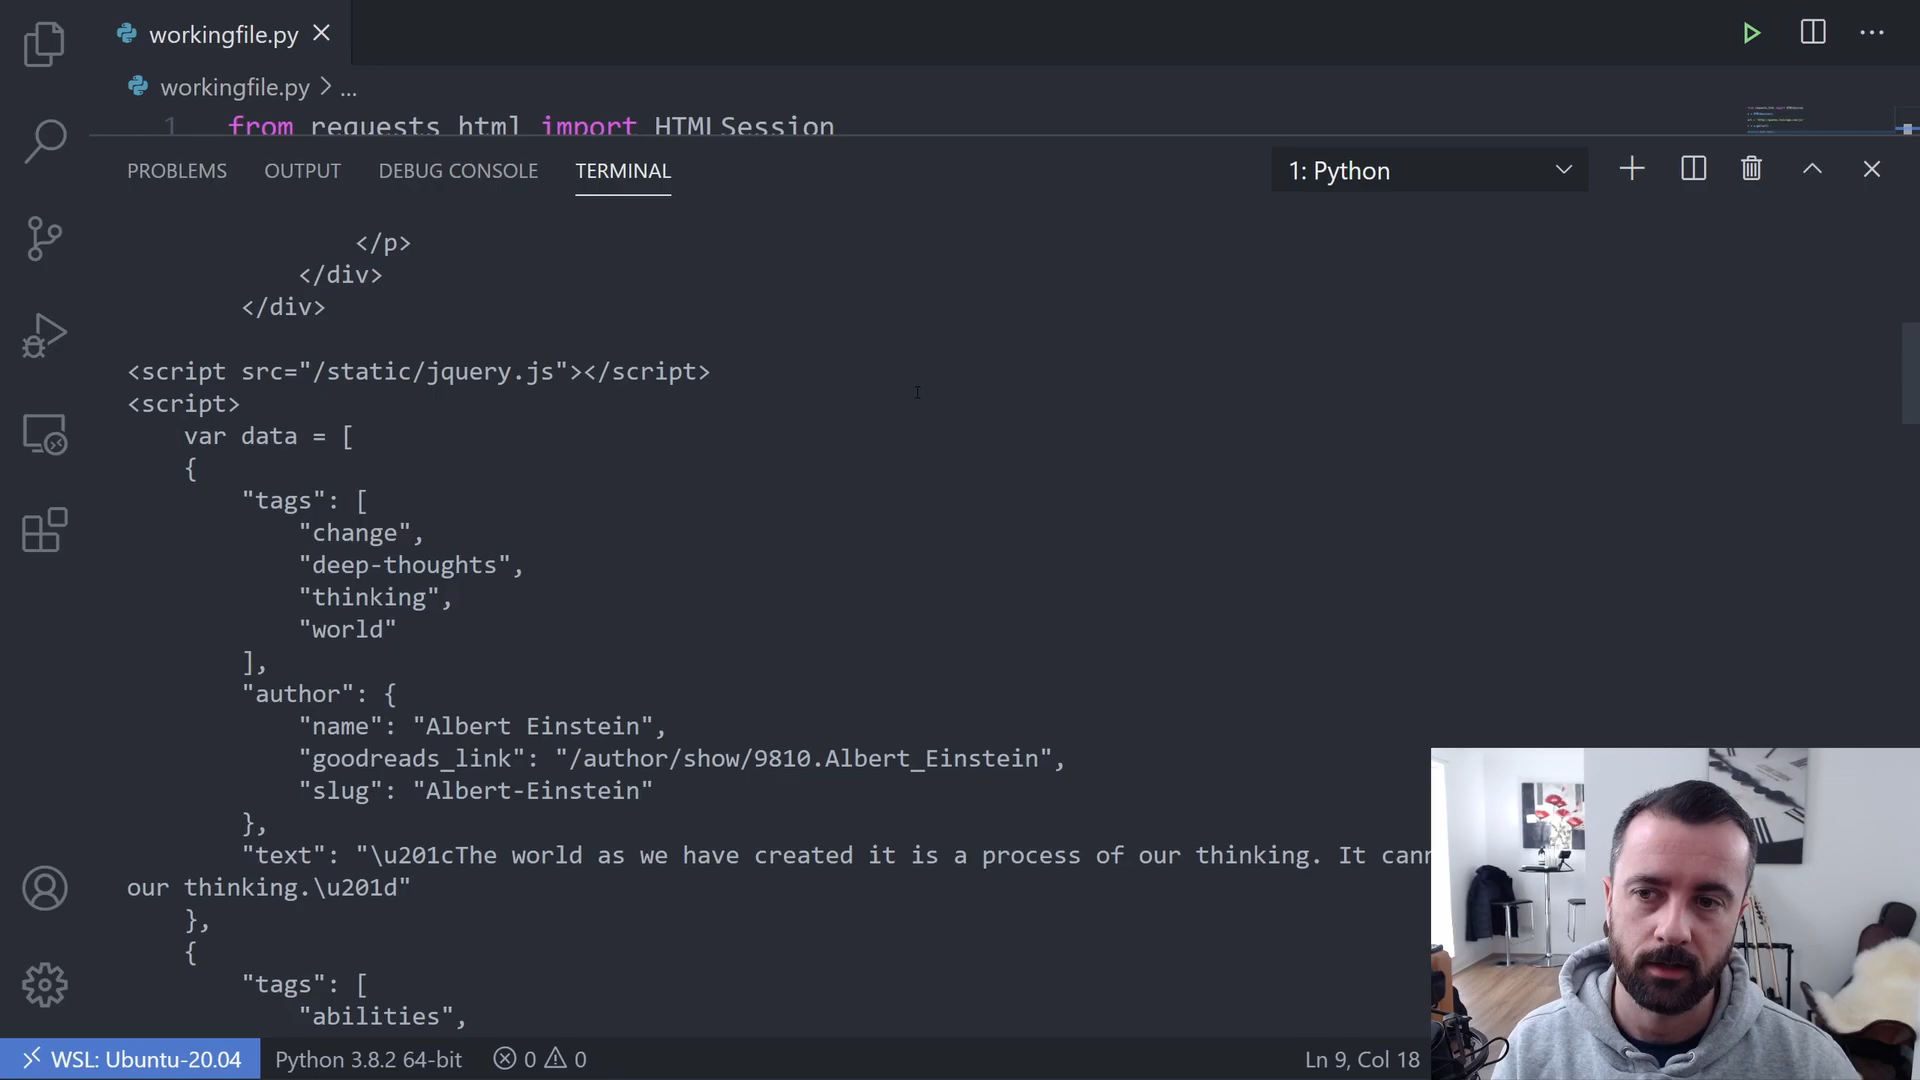 workingfile.py
workingfile.py > ...
1 from requests_html import HTMLSession
PROBLEMS OUTPUT DEBUG CONSOLE TERMINAL 1: Python
</p>
</div>
</div>
<script src="/static/jquery.js"></script>
<script>
var data = [
{
"tags": [
"change",
"deep-thoughts",
"thinking",
"world"
],
"author": {
"name": "Albert Einstein",
"goodreads_link": "/author/show/9810.Albert_Einstein",
"slug": "Albert-Einstein"
},
"text": "\u201cThe world as we have created it is a process of our thinking. It
our thinking.\u201d"
},
{
"tags": [
"abilities",
WSL: Ubuntu-20.04 Python 3.8.2 64-bit 0 0 Ln 9, Col 18